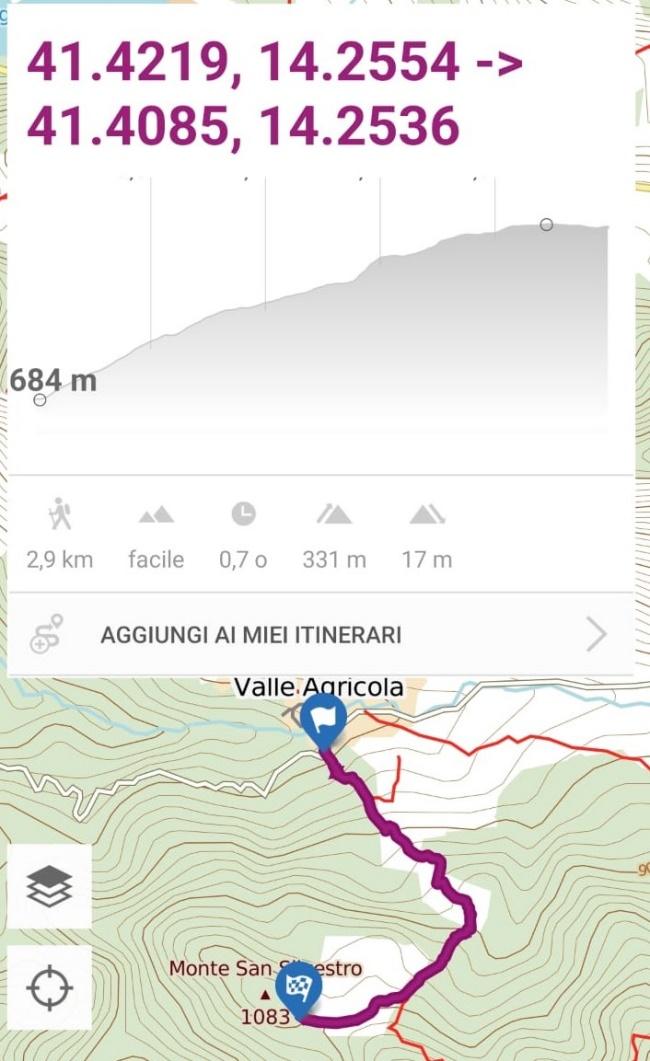 41.4219, 14.2554 ->
41.4085, 14.2536
684 m
2,9 km facile 0,7 o 331 m 17 m
AGGIUNGI AI MIEI ITINERARI
Valle Agricola
Monte San Silvestro
1083